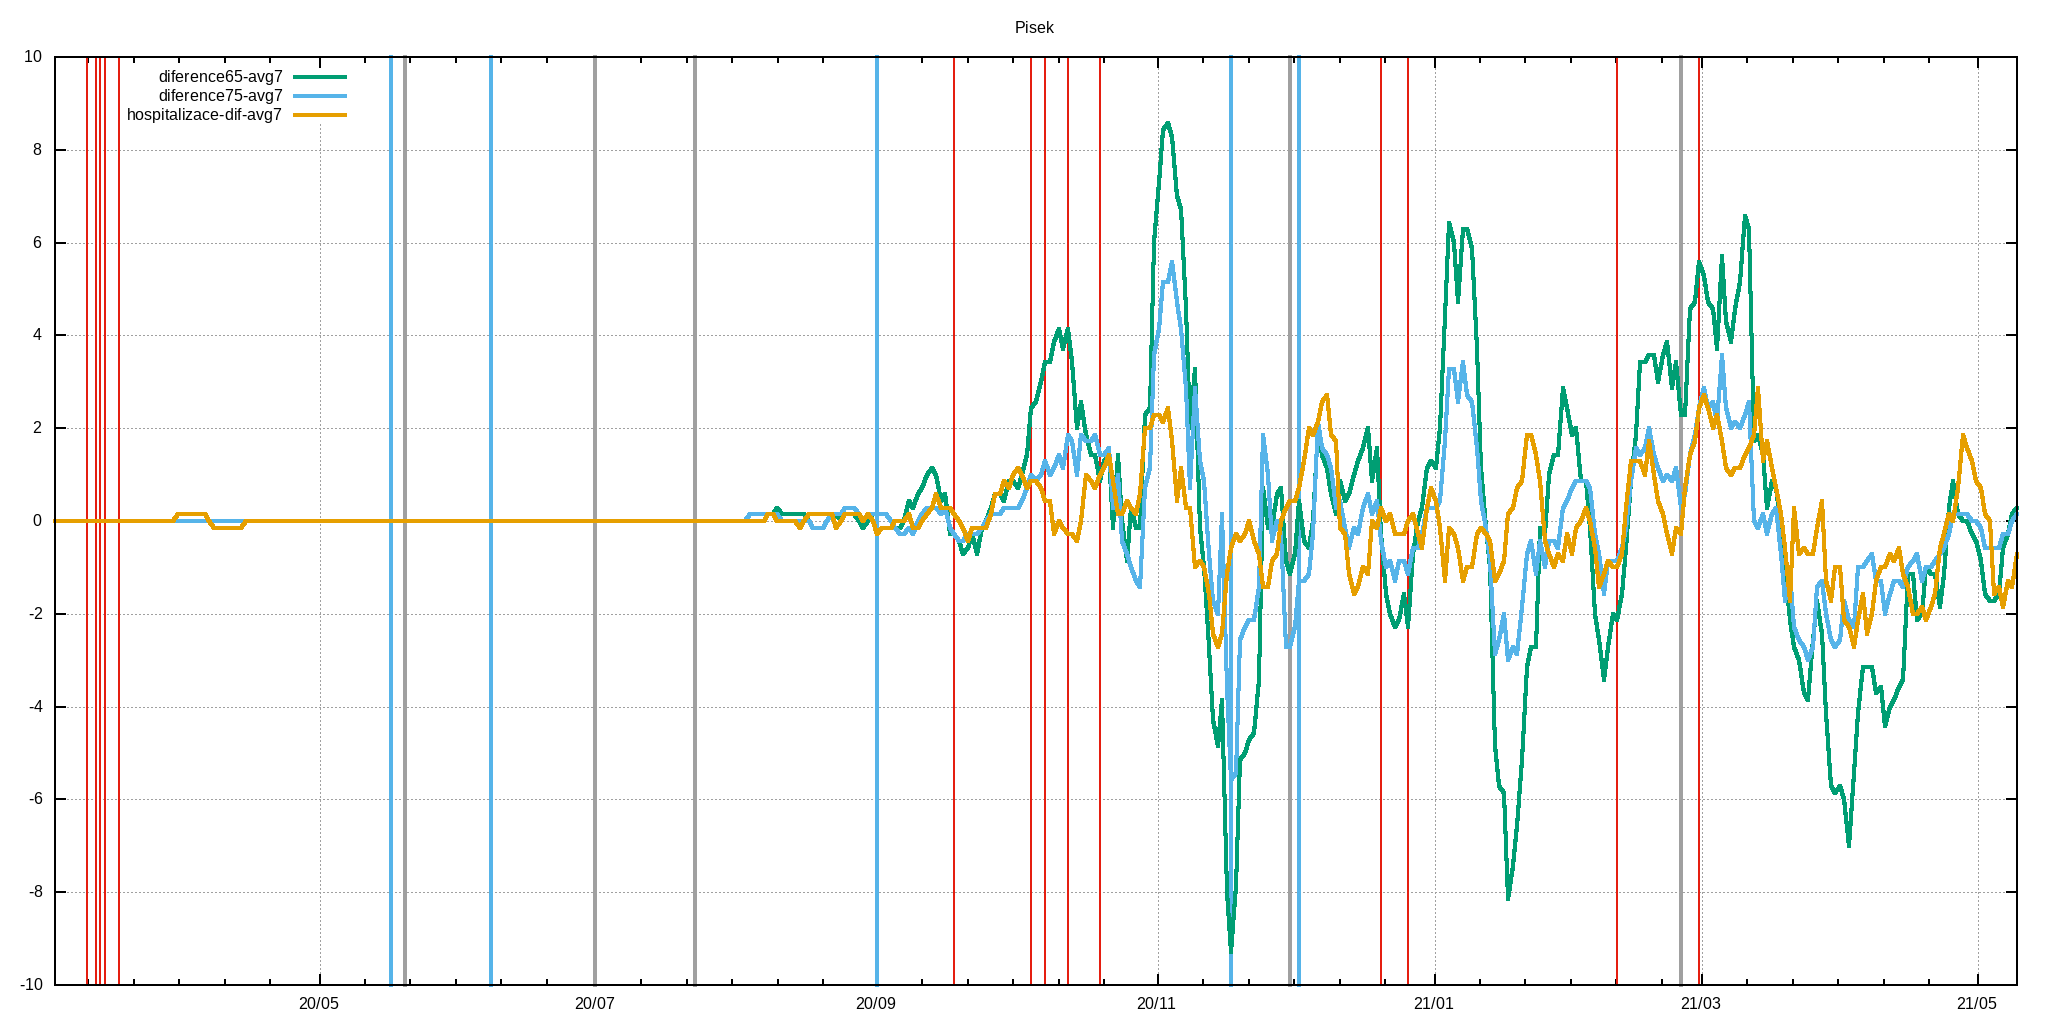 Pisek
10
diference65-avg7
diference75-avg7
hospitalizace-dif-avg7
8
6
4
2
0
-2
-4
-6
-8
-10
20/05 20/07 20/09 20/11 21/01 21/03 21/05